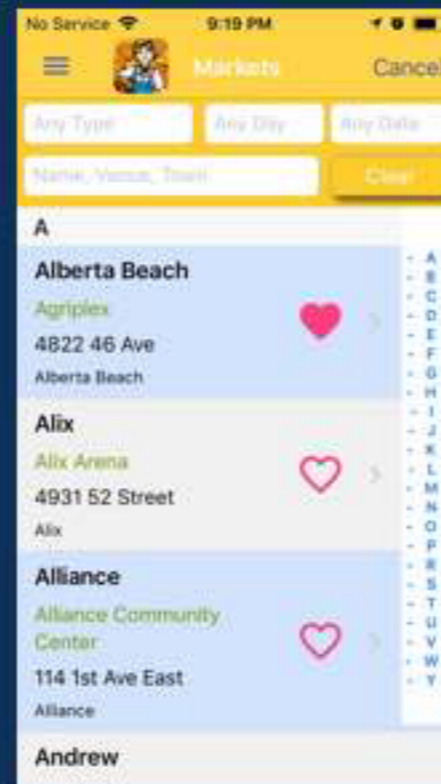 No Service 9:19 PM
Markets Cancel
Any Type Any Day Any Date
Name, Venue, Town Clear
A
Alberta Beach
Agriplex
4822 46 Ave
Alberta Beach
Alix
Alix Arena
4931 52 Street
Alix
Alliance
Alliance Community
Center
114 1st Ave East
Alliance
Andrew
- A
- B
- C
- D
- E
- F
- G
- H
- I
- J
- K
- L
- M
- N
- O
- P
- R
- S
- T
- U
- V
- W
- Y